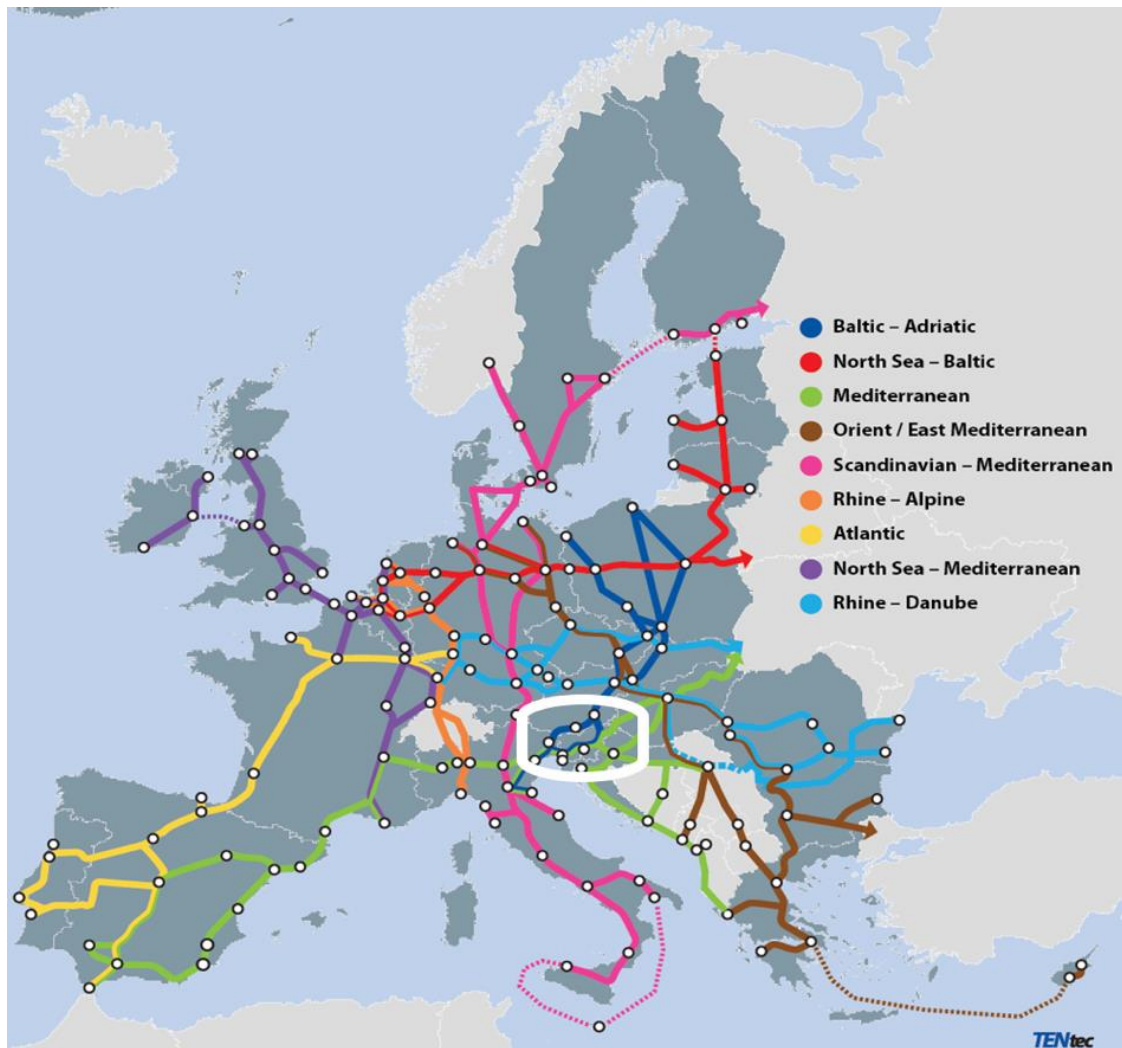 Baltic – Adriatic
North Sea – Baltic
Mediterranean
Orient / East Mediterranean
Scandinavian – Mediterranean
Rhine – Alpine
Atlantic
North Sea – Mediterranean
Rhine – Danube
TENtec